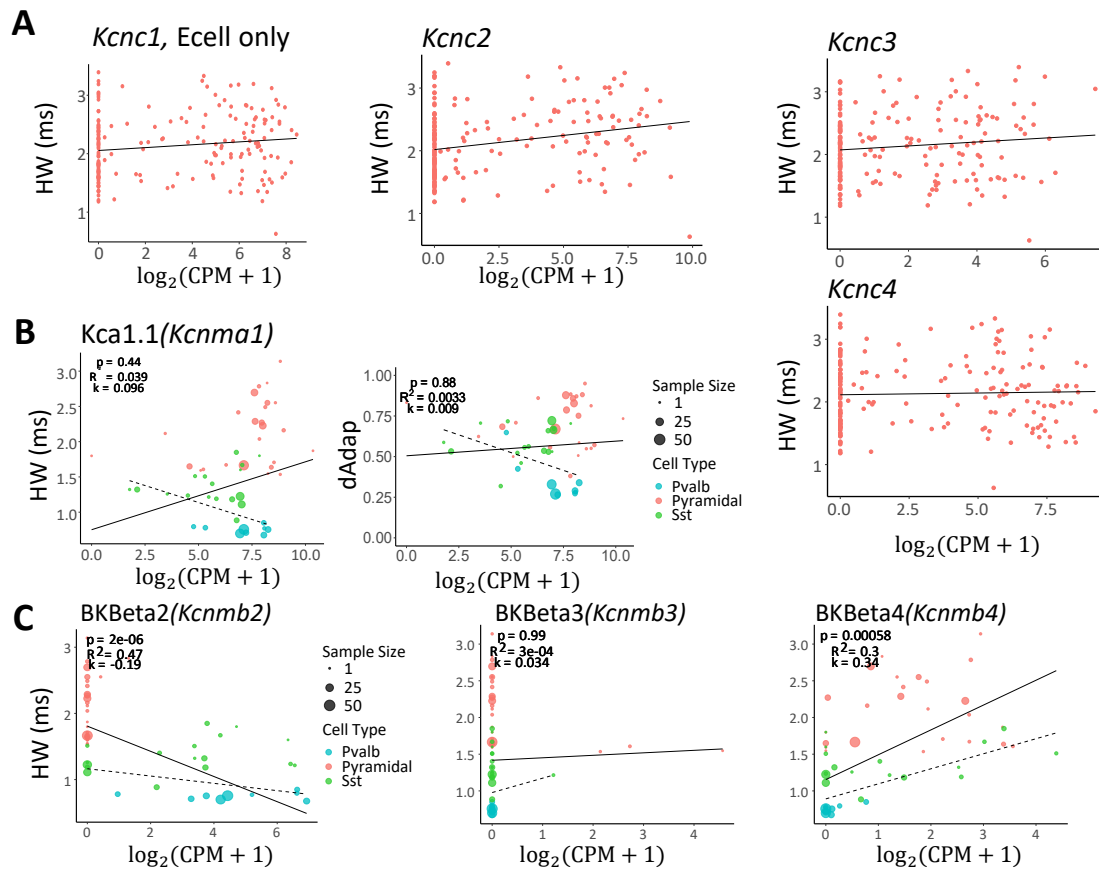 A
Kcnc1, Ecell only
HW (ms)
3
2
1
0 2 4 6 8
log2(CPM + 1)
Kcnc2
HW (ms)
3
2
1
0.0 2.5 5.0 7.5 10.0
log2(CPM + 1)
Kcnc3
HW (ms)
3
2
1
0 2 4 6
Kcnc4
HW (ms)
3
2
1
0.0 2.5 5.0 7.5
log2(CPM + 1)
B
Kca1.1(Kcnma1)
p = 0.44
R = 0.039
k = 0.096
HW (ms)
3.0
2.5
2.0
1.5
1.0
0.0 2.5 5.0 7.5 10.0
log2(CPM + 1)
p = 0.88
R2 = 0.0033
k = 0.009
dAdap
1.00
0.75
0.50
0.25
0.00
0.0 2.5 5.0 7.5 10.0
log2(CPM + 1)
Sample Size
1
25
50
Cell Type
Pvalb
Pyramidal
Sst
C
BKBeta2(Kcnmb2)
p = 2e-06
R2 = 0.47
k = -0.19
HW (ms)
3
2
1
0 2 4 6
log2(CPM + 1)
Sample Size
1
25
50
Cell Type
Pvalb
Pyramidal
Sst
BKBeta3(Kcnmb3)
p = 0.99
R2 = 3e-04
k = 0.034
3.0
2.5
2.0
1.5
1.0
0 1 2 3 4
log2(CPM + 1)
BKBeta4(Kcnmb4)
p = 0.00058
R2 = 0.3
k = 0.34
3.0
2.5
2.0
1.5
1.0
0 1 2 3 4
log2(CPM + 1)